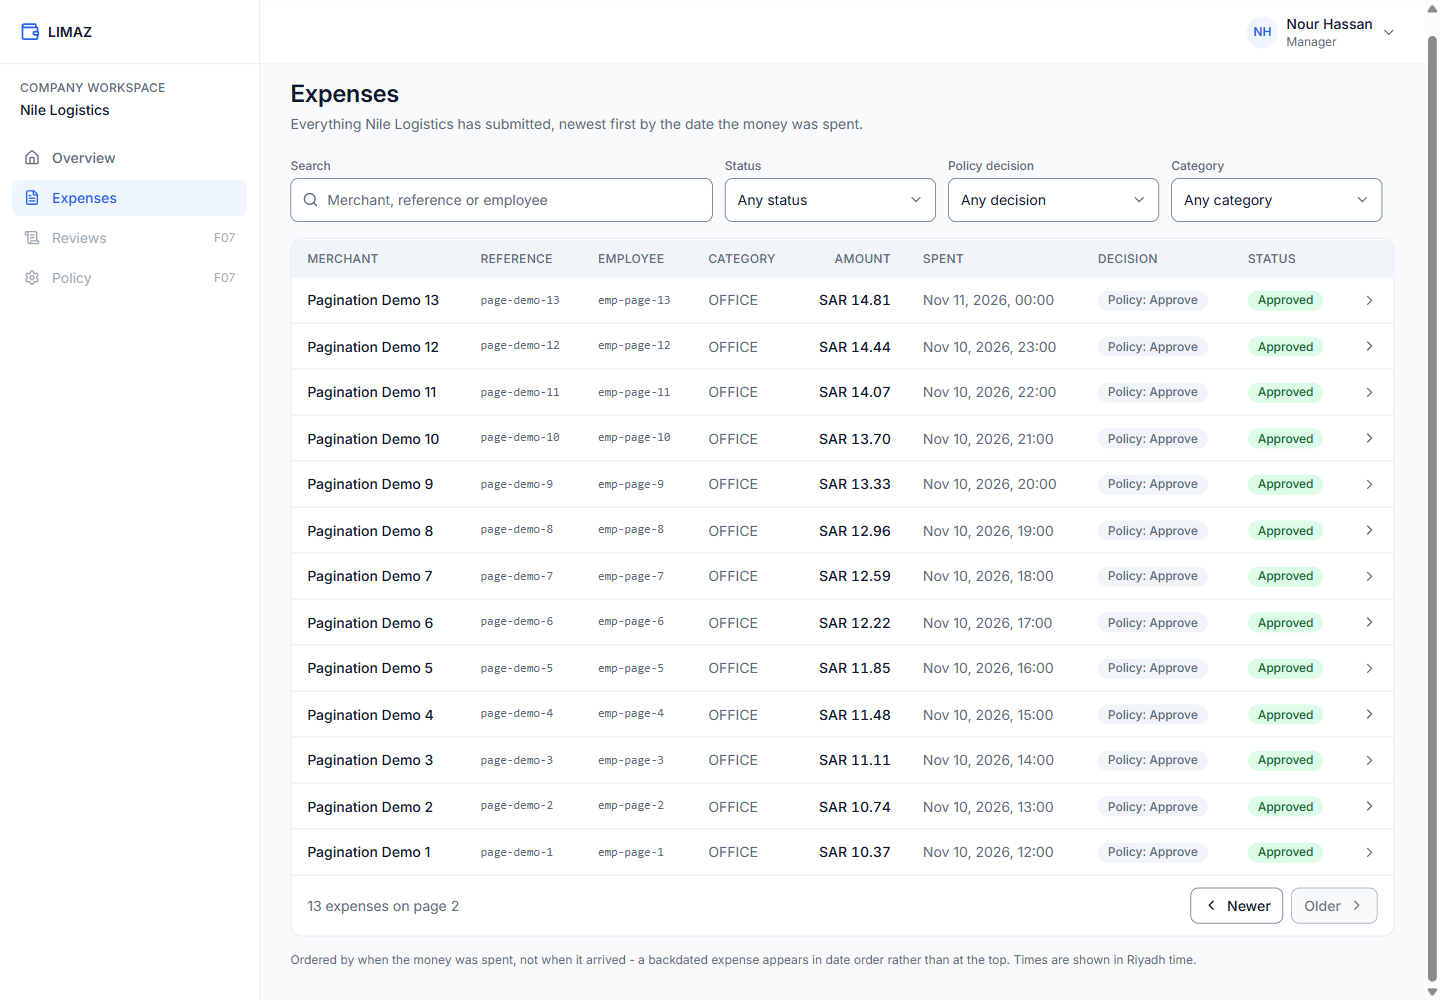 LIMAZ
NH
Nour Hassan
Manager
COMPANY WORKSPACE
Nile Logistics
Overview
Expenses
Reviews F07
Policy F07
Expenses
Everything Nile Logistics has submitted, newest first by the date the money was spent.
Search Status Policy decision Category
Merchant, reference or employee Any status Any decision Any category
MERCHANT REFERENCE EMPLOYEE CATEGORY AMOUNT SPENT DECISION STATUS
Pagination Demo 13 page-demo-13 emp-page-13 OFFICE SAR 14.81 Nov 11, 2026, 00:00 Policy: Approve Approved
Pagination Demo 12 page-demo-12 emp-page-12 OFFICE SAR 14.44 Nov 10, 2026, 23:00 Policy: Approve Approved
Pagination Demo 11 page-demo-11 emp-page-11 OFFICE SAR 14.07 Nov 10, 2026, 22:00 Policy: Approve Approved
Pagination Demo 10 page-demo-10 emp-page-10 OFFICE SAR 13.70 Nov 10, 2026, 21:00 Policy: Approve Approved
Pagination Demo 9 page-demo-9 emp-page-9 OFFICE SAR 13.33 Nov 10, 2026, 20:00 Policy: Approve Approved
Pagination Demo 8 page-demo-8 emp-page-8 OFFICE SAR 12.96 Nov 10, 2026, 19:00 Policy: Approve Approved
Pagination Demo 7 page-demo-7 emp-page-7 OFFICE SAR 12.59 Nov 10, 2026, 18:00 Policy: Approve Approved
Pagination Demo 6 page-demo-6 emp-page-6 OFFICE SAR 12.22 Nov 10, 2026, 17:00 Policy: Approve Approved
Pagination Demo 5 page-demo-5 emp-page-5 OFFICE SAR 11.85 Nov 10, 2026, 16:00 Policy: Approve Approved
Pagination Demo 4 page-demo-4 emp-page-4 OFFICE SAR 11.48 Nov 10, 2026, 15:00 Policy: Approve Approved
Pagination Demo 3 page-demo-3 emp-page-3 OFFICE SAR 11.11 Nov 10, 2026, 14:00 Policy: Approve Approved
Pagination Demo 2 page-demo-2 emp-page-2 OFFICE SAR 10.74 Nov 10, 2026, 13:00 Policy: Approve Approved
Pagination Demo 1 page-demo-1 emp-page-1 OFFICE SAR 10.37 Nov 10, 2026, 12:00 Policy: Approve Approved
13 expenses on page 2 Newer Older
Ordered by when the money was spent, not when it arrived - a backdated expense appears in date order rather than at the top. Times are shown in Riyadh time.